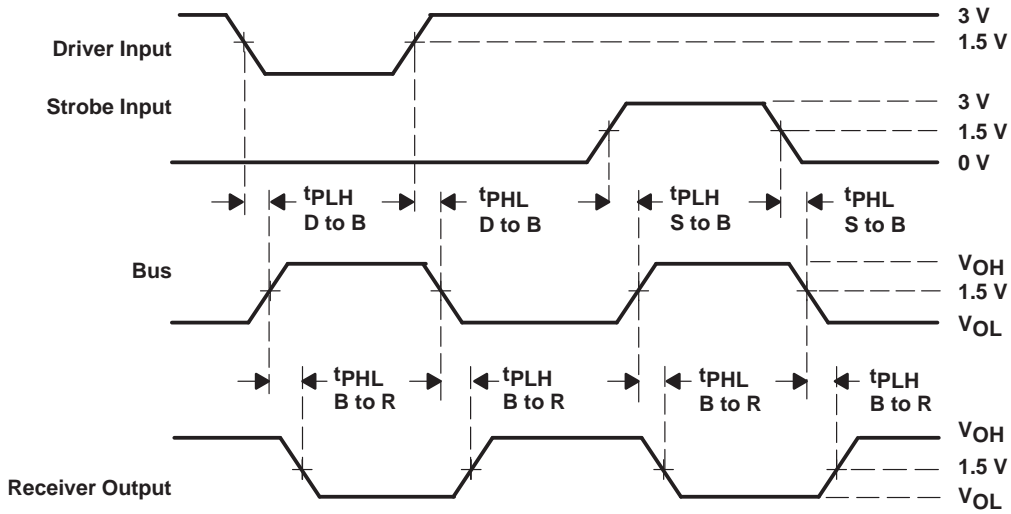 3 V
Driver Input
1.5 V
Strobe Input
3 V
1.5 V
0 V
tPLH
D to B
tPHL
D to B
tPLH
S to B
tPHL
S to B
Bus
VOH
1.5 V
VOL
tPHL
B to R
tPLH
B to R
tPHL
B to R
tPLH
B to R
VOH
1.5 V
Receiver Output
VOL